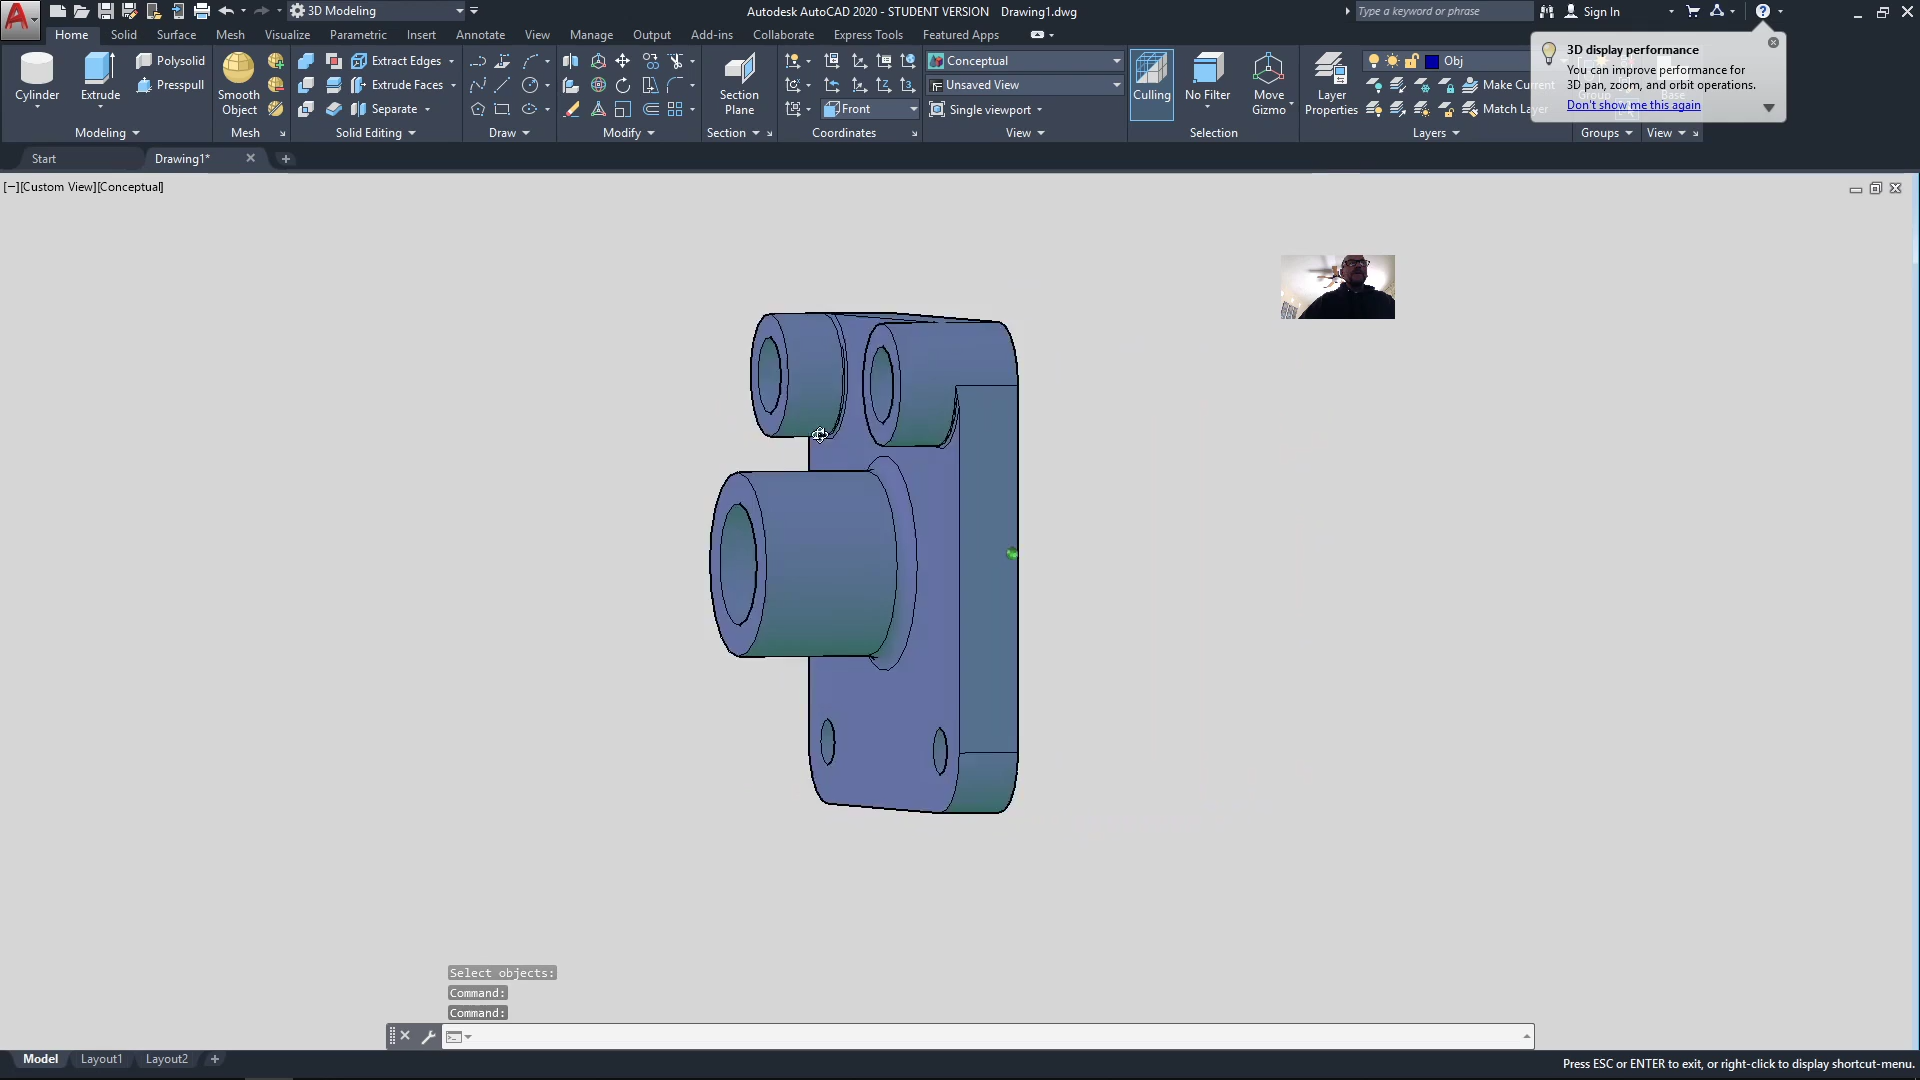 3D Modeling
Autodesk AutoCAD 2020 - STUDENT VERSION Drawing1.dwg
Type a keyword or phrase
Sign In
Home Solid Surface Mesh Visualize Parametric Insert Annotate View Manage Output Add-ins Collaborate Express Tools Featured Apps
Cylinder
Extrude
Polysolid
Presspull
Modeling
Smooth
Object
Mesh
Extract Edges
Extrude Faces
Separate
Solid Editing
Draw
Modify
Section
Plane
Section
Front
Coordinates
Conceptual
Unsaved View
Single viewport
View
Culling
No Filter
Move
Gizmo
Selection
Layer
Properties
Obj
Make Current
Match Layer
Layers
Groups
View
3D display performance
You can improve performance for
3D pan, zoom, and orbit operations.
Don't show me this again
Start
Drawing1*
[−][Custom View][Conceptual]
Select objects:
Command:
Command:
Model Layout1 Layout2
Press ESC or ENTER to exit, or right-click to display shortcut-menu.